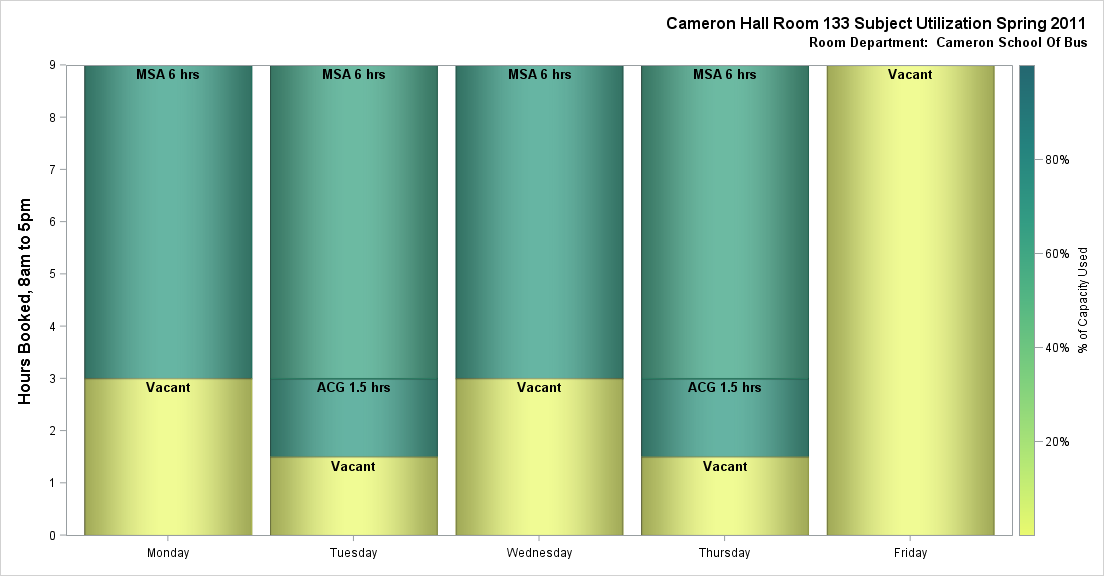 Cameron Hall Room 133 Subject Utilization Spring 2011
Room Department:  Cameron School Of Bus
Hours Booked, 8am to 5pm
9
8
7
6
5
4
3
2
1
0
MSA 6 hrs
Vacant
MSA 6 hrs
ACG 1.5 hrs
Vacant
MSA 6 hrs
Vacant
MSA 6 hrs
ACG 1.5 hrs
Vacant
Vacant
Monday
Tuesday
Wednesday
Thursday
Friday
80%
60%
40%
20%
% of Capacity Used